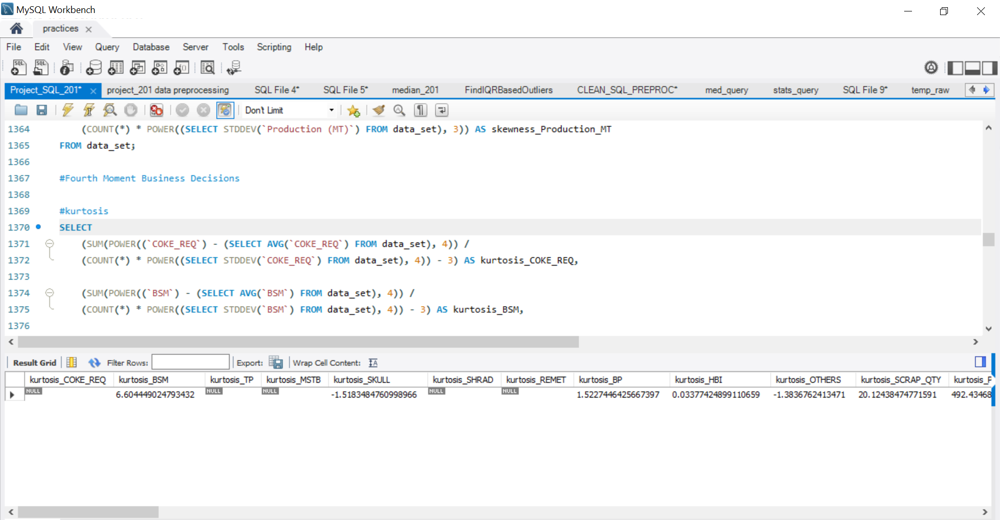 MySQL Workbench
practices
File Edit View Query Database Server Tools Scripting Help
Project_SQL_201* project_201 data preprocessing SQL File 4* SQL File 5* median_201 FindIQRBasedOutliers CLEAN_SQL_PREPROC* med_query stats_query SQL File 9* temp_raw
Don't Limit
1364 (COUNT(*) * POWER((SELECT STDDEV(`Production (MT)`) FROM data_set), 3)) AS skewness_Production_MT
1365 FROM data_set;
1366
1367 #Fourth Moment Business Decisions
1368
1369 #kurtosis
1370 SELECT
1371 (SUM(POWER((`COKE_REQ`) - (SELECT AVG(`COKE_REQ`) FROM data_set), 4)) /
1372 (COUNT(*) * POWER((SELECT STDDEV(`COKE_REQ`) FROM data_set), 4)) - 3) AS kurtosis_COKE_REQ,
1373
1374 (SUM(POWER((`BSM`) - (SELECT AVG(`BSM`) FROM data_set), 4)) /
1375 (COUNT(*) * POWER((SELECT STDDEV(`BSM`) FROM data_set), 4)) - 3) AS kurtosis_BSM,
1376
Result Grid Filter Rows: Export: Wrap Cell Content:
kurtosis_COKE_REQ kurtosis_BSM kurtosis_TP kurtosis_MSTB kurtosis_SKULL kurtosis_SHRAD kurtosis_REMET kurtosis_BP kurtosis_HBI kurtosis_OTHERS kurtosis_SCRAP_QTY kurtosis_P
NULL 6.604449024793432 NULL NULL -1.5183484760998966 NULL NULL 1.5227446425667397 0.03377424899110659 -1.3836762413471 20.12438474771591 492.43468